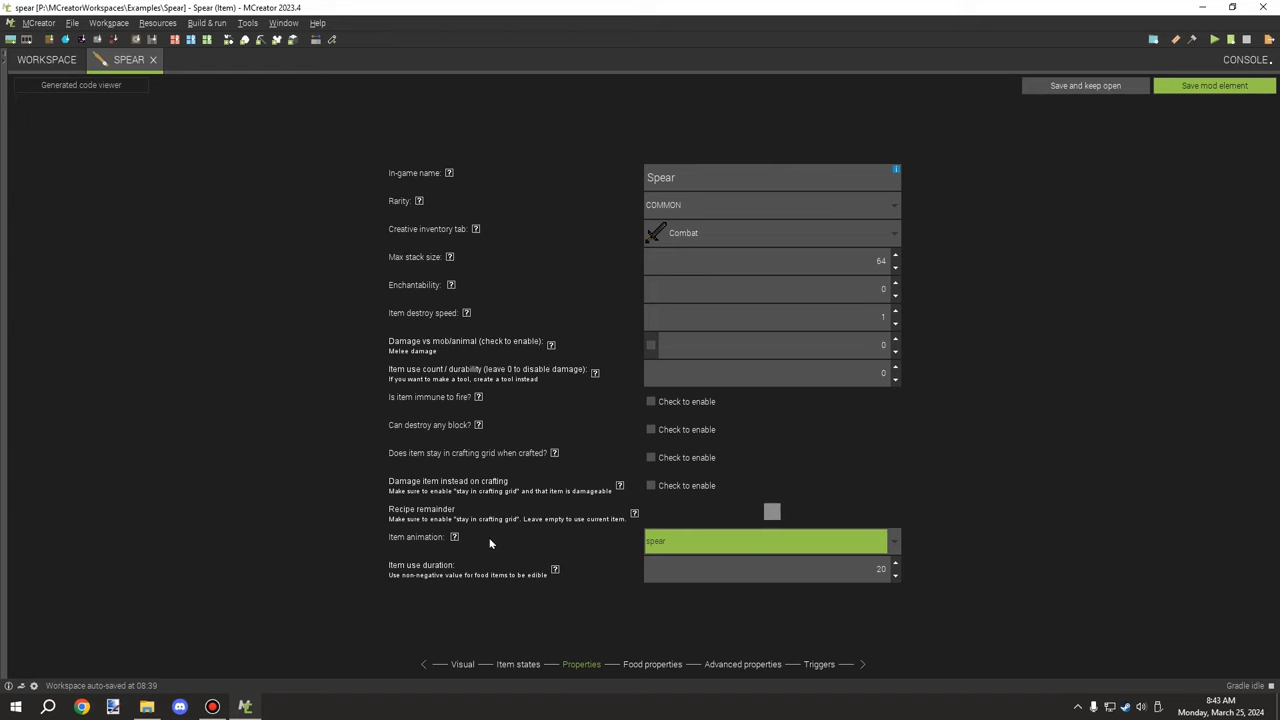 spear [P:\MCreatorWorkspaces\Examples\Spear] - Spear (Item) - MCreator 2023.4
MCreator File Workspace Resources Build & run Tools Window Help
WORKSPACE SPEAR CONSOLE
Generated code viewer Save and keep open Save mod element
In-game name: ? Spear
Rarity: ? COMMON
Creative inventory tab: ? Combat
Max stack size: ? 64
Enchantability: ? 0
Item destroy speed: ? 1
Damage vs mob/animal (check to enable): ? 0
Melee damage
Item use count / durability (leave 0 to disable damage): ? 0
If you want to make a tool, create a tool instead
Is item immune to fire? ? Check to enable
Can destroy any block? ? Check to enable
Does item stay in crafting grid when crafted? ? Check to enable
Damage item instead on crafting ? Check to enable
Make sure to enable "stay in crafting grid" and that item is damageable
Recipe remainder ?
Make sure to enable "stay in crafting grid". Leave empty to use current item.
Item animation: ? spear
Item use duration: ? 20
Use non-negative value for food items to be edible
Visual Item states Properties Food properties Advanced properties Triggers
Workspace auto-saved at 08:39 Gradle idle
8:43 AM
Monday, March 25, 2024